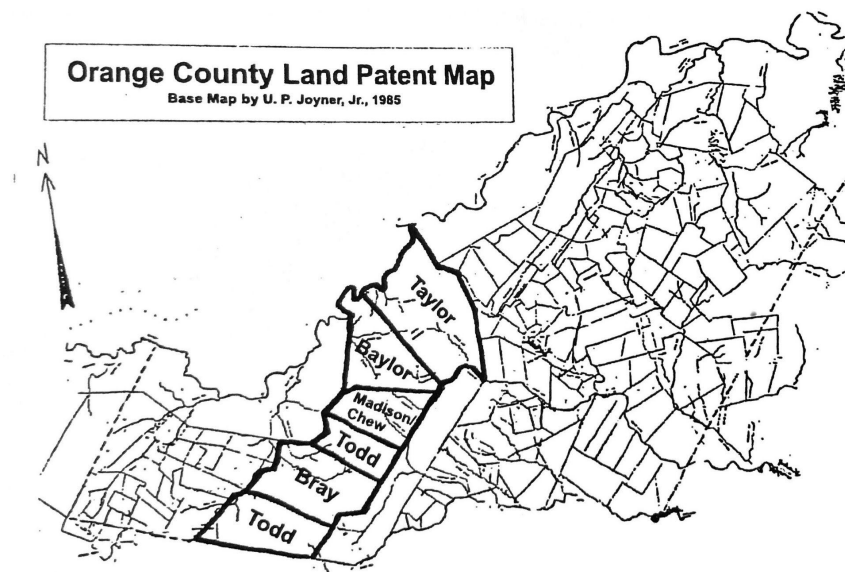 Orange County Land Patent Map
Base Map by U. P. Joyner, Jr., 1985
N
Taylor
Baylor
Madison/
Chew
Todd
Bray
Todd